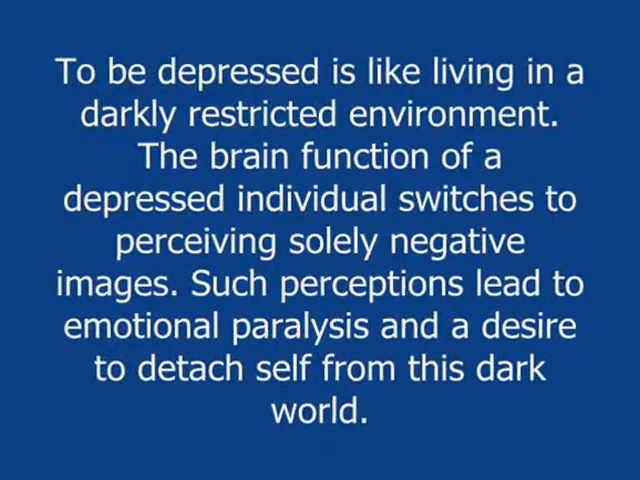 To be depressed is like living in a
darkly restricted environment.
The brain function of a
depressed individual switches to
perceiving solely negative
images. Such perceptions lead to
emotional paralysis and a desire
to detach self from this dark
world.